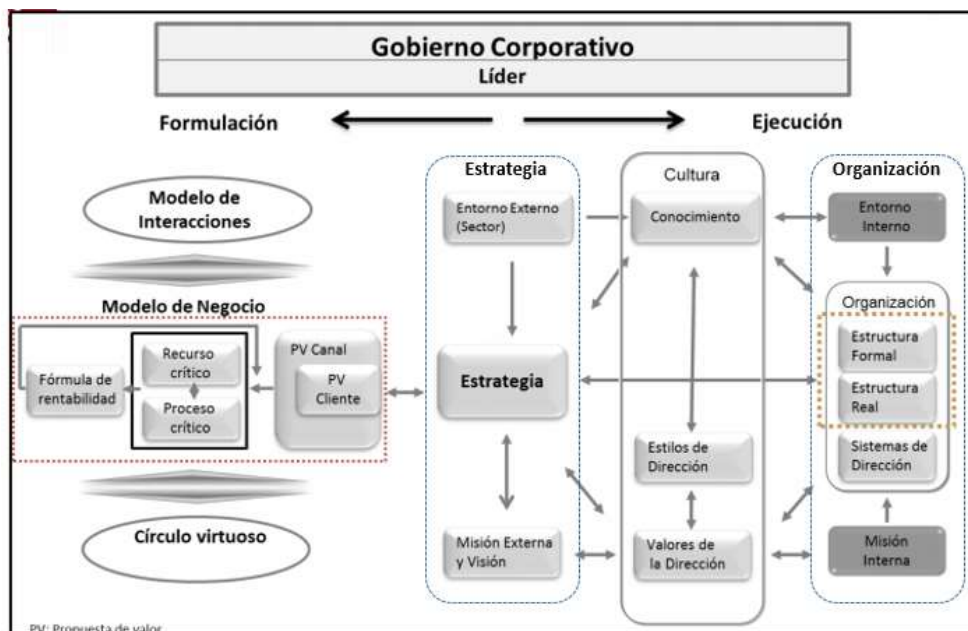 Gobierno Corporativo
Líder
Formulación
Ejecución
Modelo de
Interacciones
Modelo de Negocio
Fórmula de
rentabilidad
Recurso
crítico
Proceso
crítico
PV Canal
PV
Cliente
Círculo virtuoso
Estrategia
Entorno Externo
(Sector)
Estrategia
Misión Externa
y Visión
Cultura
Conocimiento
Estilos de
Dirección
Valores de
la Dirección
Organización
Entorno
Interno
Organización
Estructura
Formal
Estructura
Real
Sistemas de
Dirección
Misión
Interna
PV: Propuesta de valor